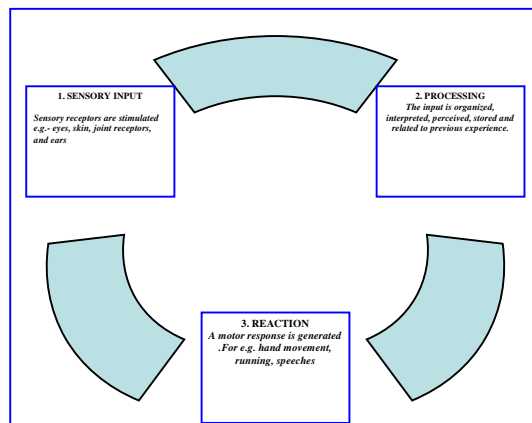 1. SENSORY INPUT
Sensory receptors are stimulated
e.g.- eyes, skin, joint receptors,
and ears
2. PROCESSING
The input is organized,
interpreted, perceived, stored and
related to previous experience.
3. REACTION
A motor response is generated
.For e.g. hand movement,
running, speeches